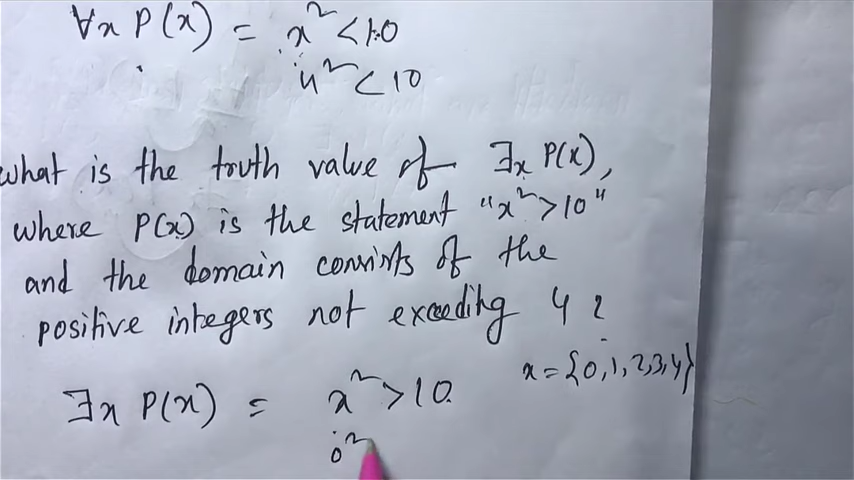 ∀x P(x) = x² < 10
4² < 10
what is the truth value of ∃x P(x),
where P(x) is the statement "x² > 10"
and the domain consists of the
positive integers not exceeding 4 ?
x = {0,1,2,3,4}
∃x P(x) = x² > 10
0²